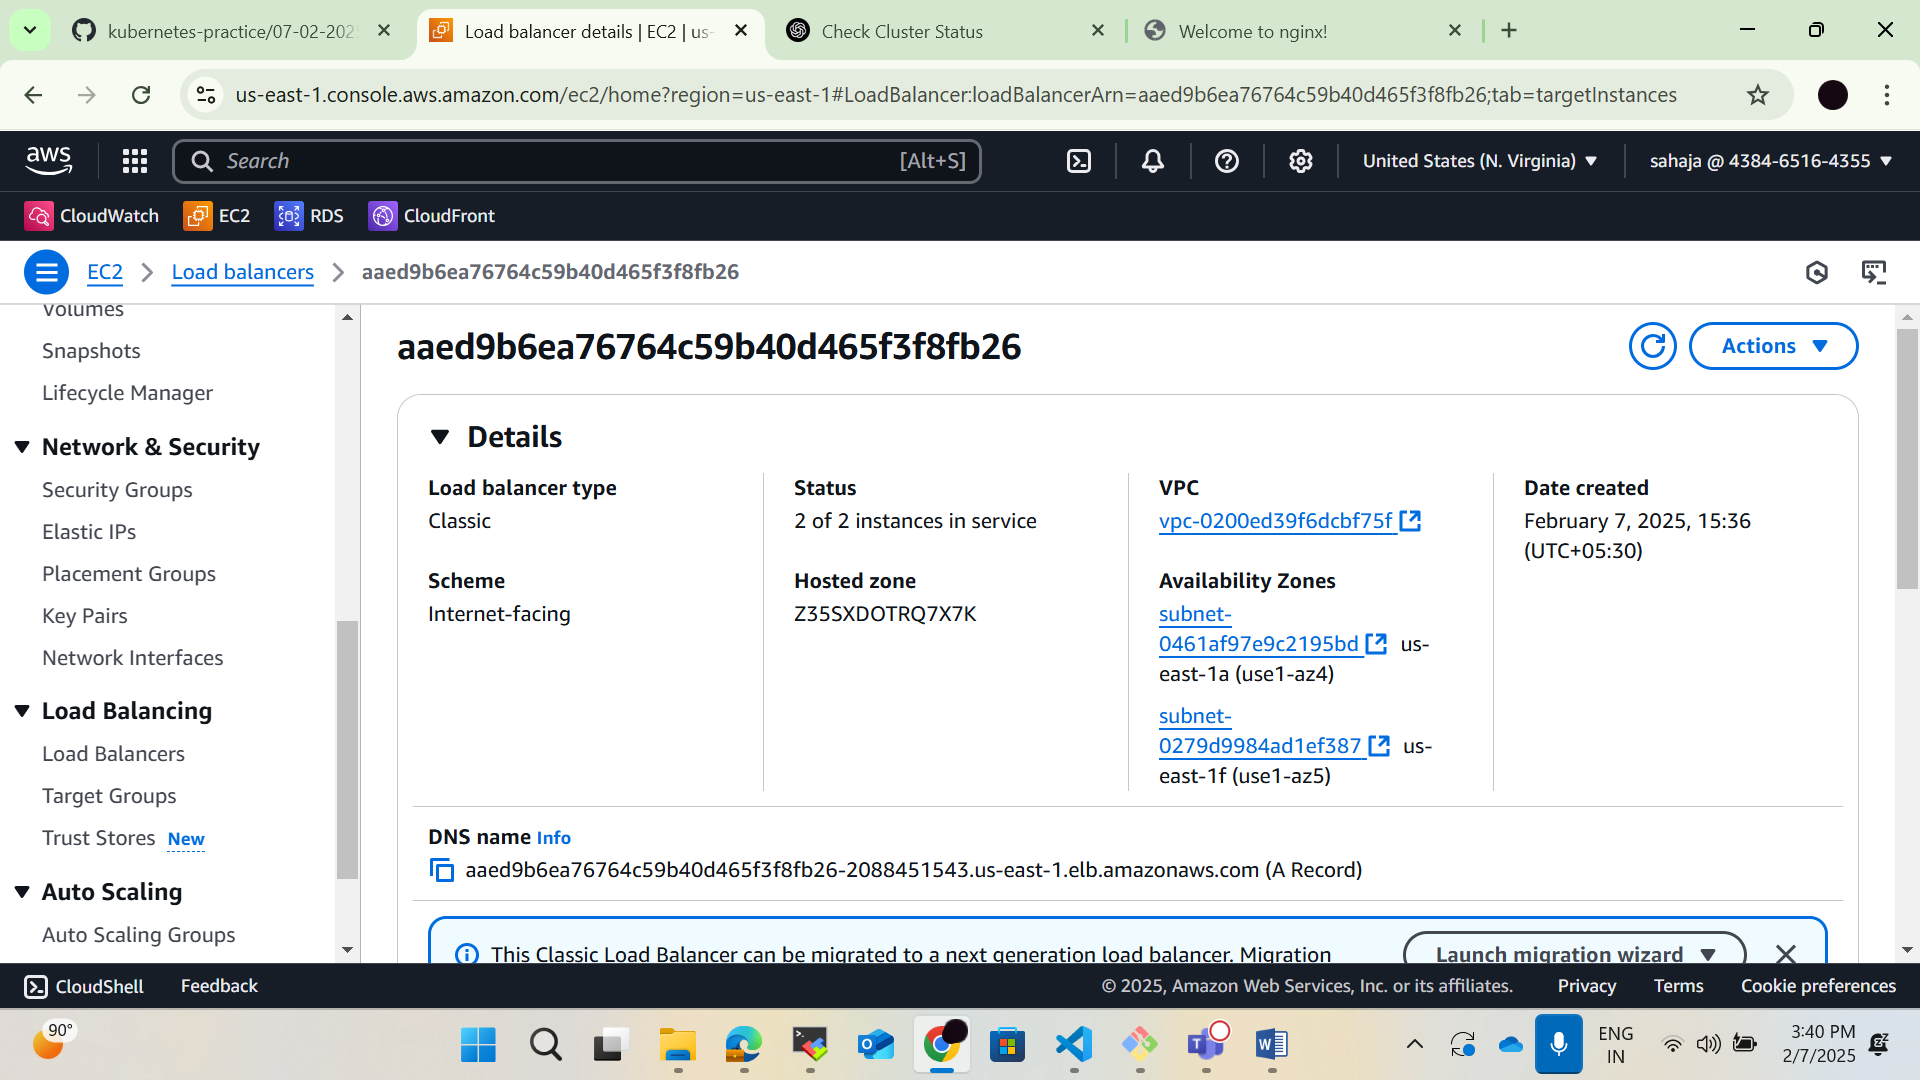 kubernetes-practice/07-02-202
Load balancer details | EC2 | us-
Check Cluster Status
Welcome to nginx!
us-east-1.console.aws.amazon.com/ec2/home?region=us-east-1#LoadBalancer:loadBalancerArn=aaed9b6ea76764c59b40d465f3f8fb26;tab=targetInstances
aws
Search
[Alt+S]
United States (N. Virginia)
sahaja @ 4384-6516-4355
CloudWatch
EC2
RDS
CloudFront
EC2
Load balancers
aaed9b6ea76764c59b40d465f3f8fb26
Volumes
Snapshots
Lifecycle Manager
Network & Security
Security Groups
Elastic IPs
Placement Groups
Key Pairs
Network Interfaces
Load Balancing
Load Balancers
Target Groups
Trust Stores New
Auto Scaling
Auto Scaling Groups
aaed9b6ea76764c59b40d465f3f8fb26
Actions
Details
Load balancer type
Classic
Scheme
Internet-facing
Status
2 of 2 instances in service
Hosted zone
Z35SXDOTRQ7X7K
VPC
vpc-0200ed39f6dcbf75f
Availability Zones
subnet-
0461af97e9c2195bd us-
east-1a (use1-az4)
subnet-
0279d9984ad1ef387 us-
east-1f (use1-az5)
Date created
February 7, 2025, 15:36
(UTC+05:30)
DNS name Info
aaed9b6ea76764c59b40d465f3f8fb26-2088451543.us-east-1.elb.amazonaws.com (A Record)
This Classic Load Balancer can be migrated to a next generation load balancer. Migration
Launch migration wizard
CloudShell
Feedback
© 2025, Amazon Web Services, Inc. or its affiliates.
Privacy
Terms
Cookie preferences
90°
ENG
IN
3:40 PM
2/7/2025